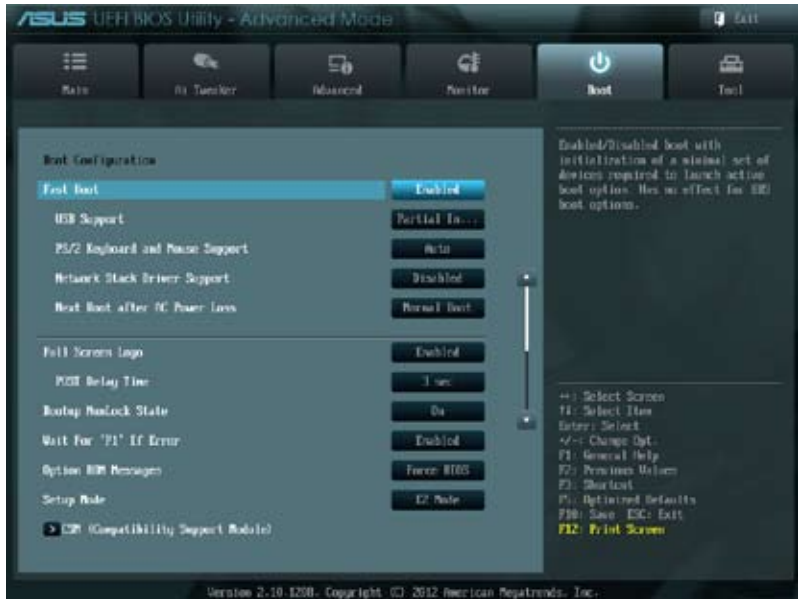 ASUS UEFI BIOS Utility - Advanced Mode
Exit
Main
Ai Tweaker
Advanced
Monitor
Boot
Tool
Boot Configuration
Fast Boot Enabled
USB Support Partial In...
PS/2 Keyboard and Mouse Support Auto
Network Stack Driver Support Disabled
Next Boot after AC Power Loss Normal Boot
Full Screen Logo Enabled
POST Delay Time 3 sec
Bootup NumLock State On
Wait For 'F1' If Error Enabled
Option ROM Messages Force BIOS
Setup Mode EZ Mode
> CSM (Compatibility Support Module)
Enabled/Disabled boot with
initialization of a minimal set of
devices required to launch active
boot option. Has no effect for BBS
boot options.
→←: Select Screen
↑↓: Select Item
Enter: Select
+/-: Change Opt.
F1: General Help
F2: Previous Values
F3: Shortcut
F5: Optimized Defaults
F10: Save ESC: Exit
F12: Print Screen
Version 2.10.1208. Copyright (C) 2012 American Megatrends, Inc.